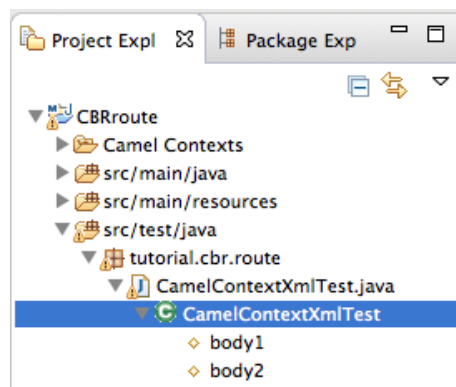 Project Expl Package Exp
CBRroute
Camel Contexts
src/main/java
src/main/resources
src/test/java
tutorial.cbr.route
CamelContextXmlTest.java
CamelContextXmlTest
body1
body2